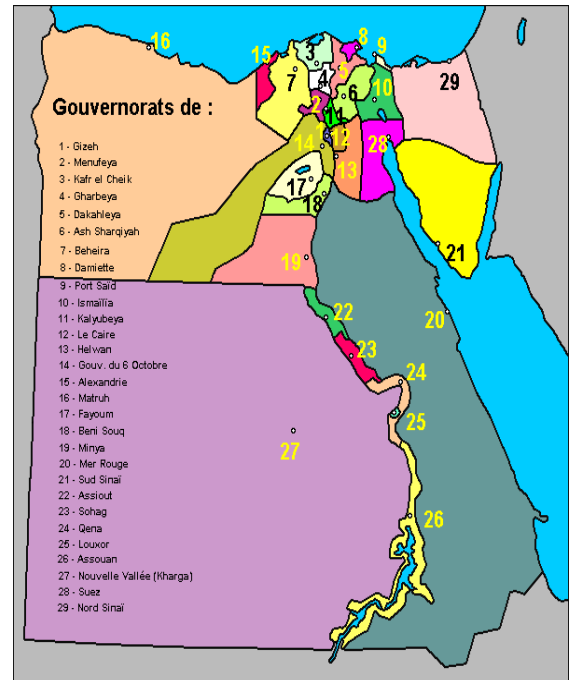 16
8
15
3
9
7
5
4
10
29
6
2
11
Gouvernorats de :
1
12
28
14
13
17
18
21
19
20
22
23
24
25
27
26
1 - Gizeh
2 - Menufeya
3 - Kafr el Cheik
4 - Gharbeya
5 - Dakahleya
6 - Ash Sharqiyah
7 - Beheira
8 - Damiette
9 - Port Saïd
10 - Ismaïlia
11 - Kalyubeya
12 - Le Caire
13 - Helwan
14 - Gouv. du 6 Octobre
15 - Alexandrie
16 - Matruh
17 - Fayoum
18 - Beni Souq
19 - Minya
20 - Mer Rouge
21 - Sud Sinaï
22 - Assiout
23 - Sohag
24 - Qena
25 - Louxor
26 - Assouan
27 - Nouvelle Vallée (Kharga)
28 - Suez
29 - Nord Sinaï